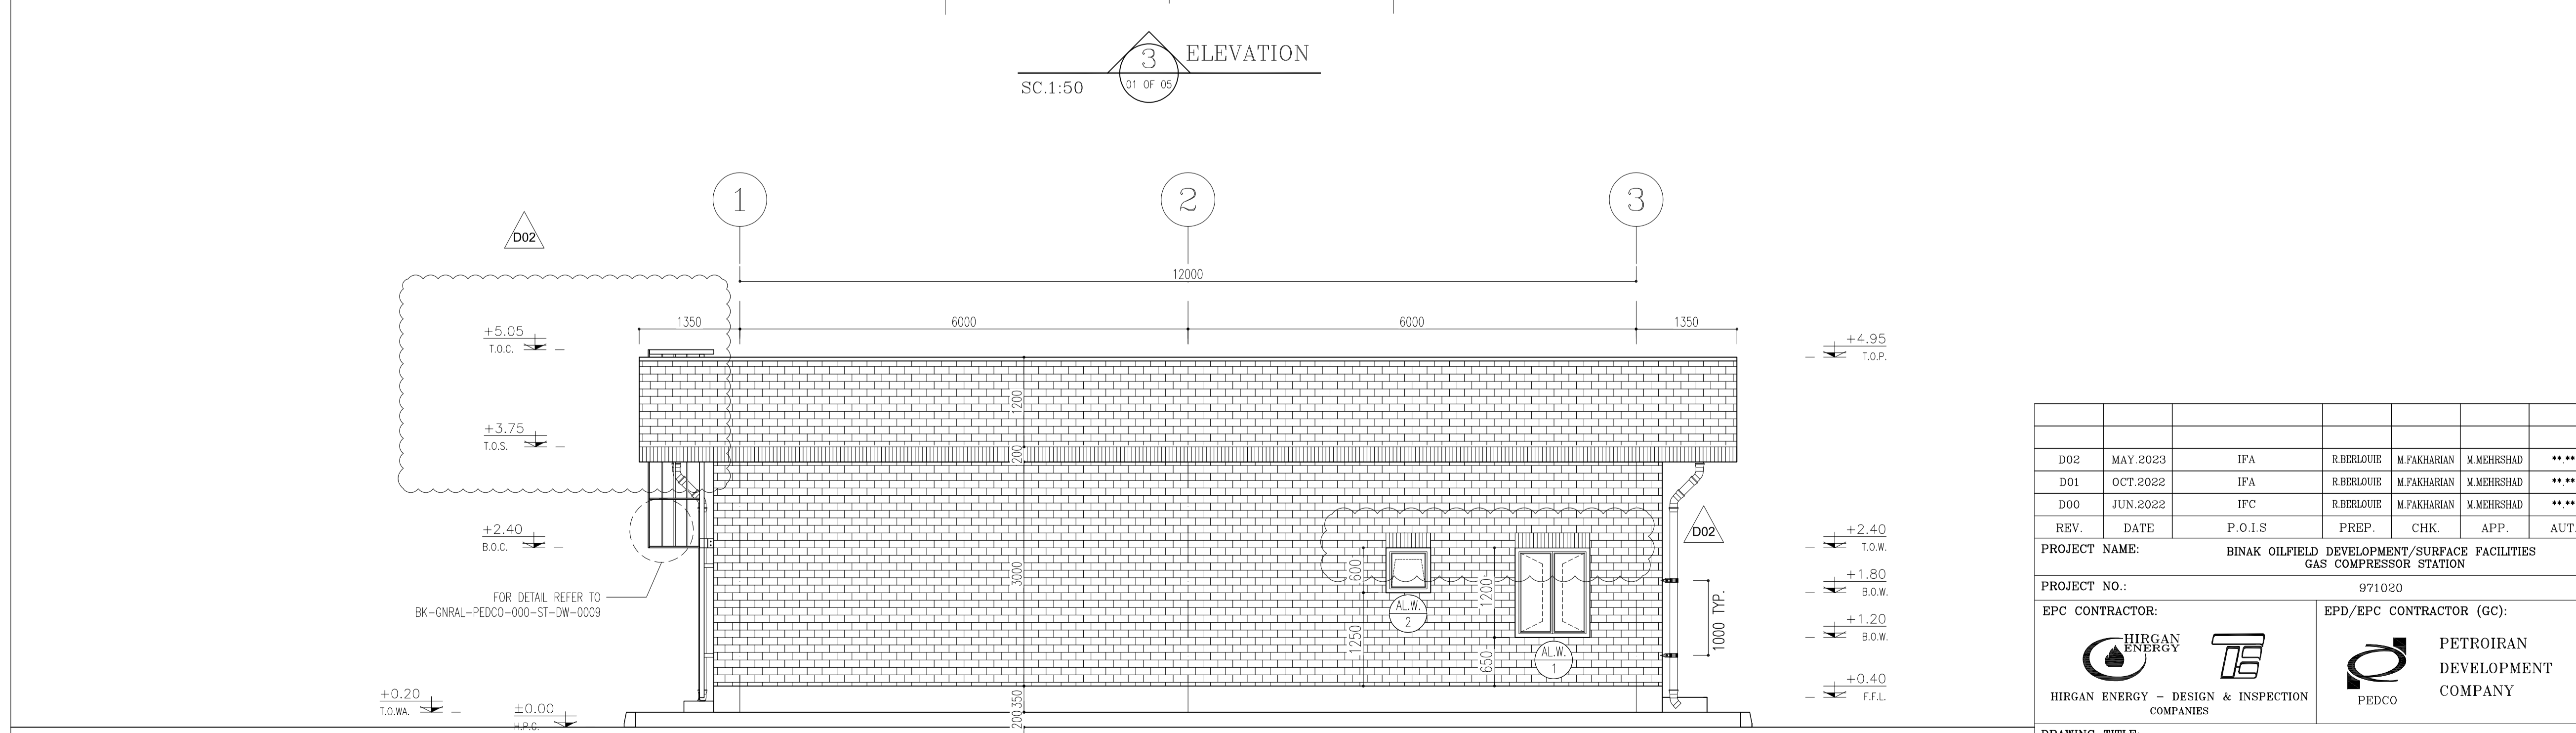 3
ELEVATION
SC.1:50
01 OF 05
1
2
3
D02
12000
1350
6000
6000
1350
+5.05
T.O.C.
+4.95
T.O.P.
1200
+3.75
T.O.S.
200
+2.40
B.O.C.
D02
+2.40
T.O.W.
600
1200
3000
+1.80
B.O.W.
FOR DETAIL REFER TO
BK-GNRAL-PEDCO-000-ST-DW-0009
AL.W.
2
1000 TYP.
+1.20
B.O.W.
1250
650
AL.W.
1
+0.40
F.F.L.
+0.20
T.O.WA.
±0.00
H.P.G.
350
200
D02 MAY.2023 IFA R.BERLOUIE M.FAKHARIAN M.MEHRSHAD **.**
D01 OCT.2022 IFA R.BERLOUIE M.FAKHARIAN M.MEHRSHAD **.**
D00 JUN.2022 IFC R.BERLOUIE M.FAKHARIAN M.MEHRSHAD **.**
REV. DATE P.O.I.S PREP. CHK. APP. AUT.
PROJECT NAME: BINAK OILFIELD DEVELOPMENT/SURFACE FACILITIES
GAS COMPRESSOR STATION
PROJECT NO.: 971020
EPC CONTRACTOR:
HIRGAN
ENERGY
HIRGAN ENERGY - DESIGN & INSPECTION
COMPANIES
EPD/EPC CONTRACTOR (GC):
PEDCO
PETROIRAN
DEVELOPMENT
COMPANY
DRAWING TITLE